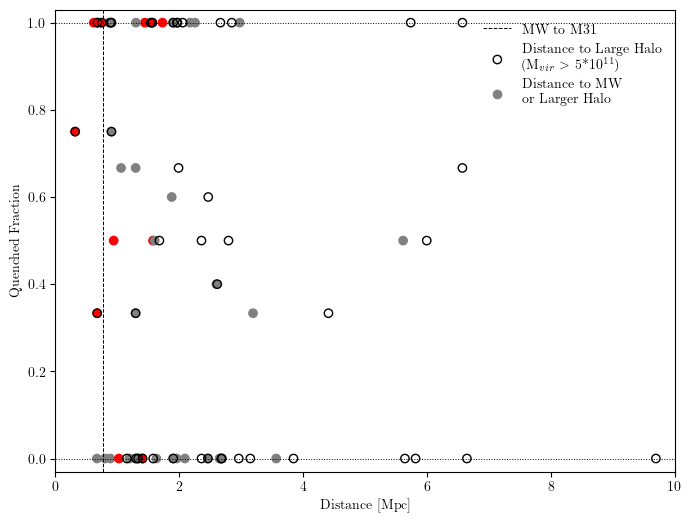 MW to M31
Distance to Large Halo
(M_vir > 5*10^11)
Distance to MW
or Larger Halo
1.0
0.8
0.6
0.4
0.2
0.0
Quenched Fraction
0 2 4 6 8 10
Distance [Mpc]